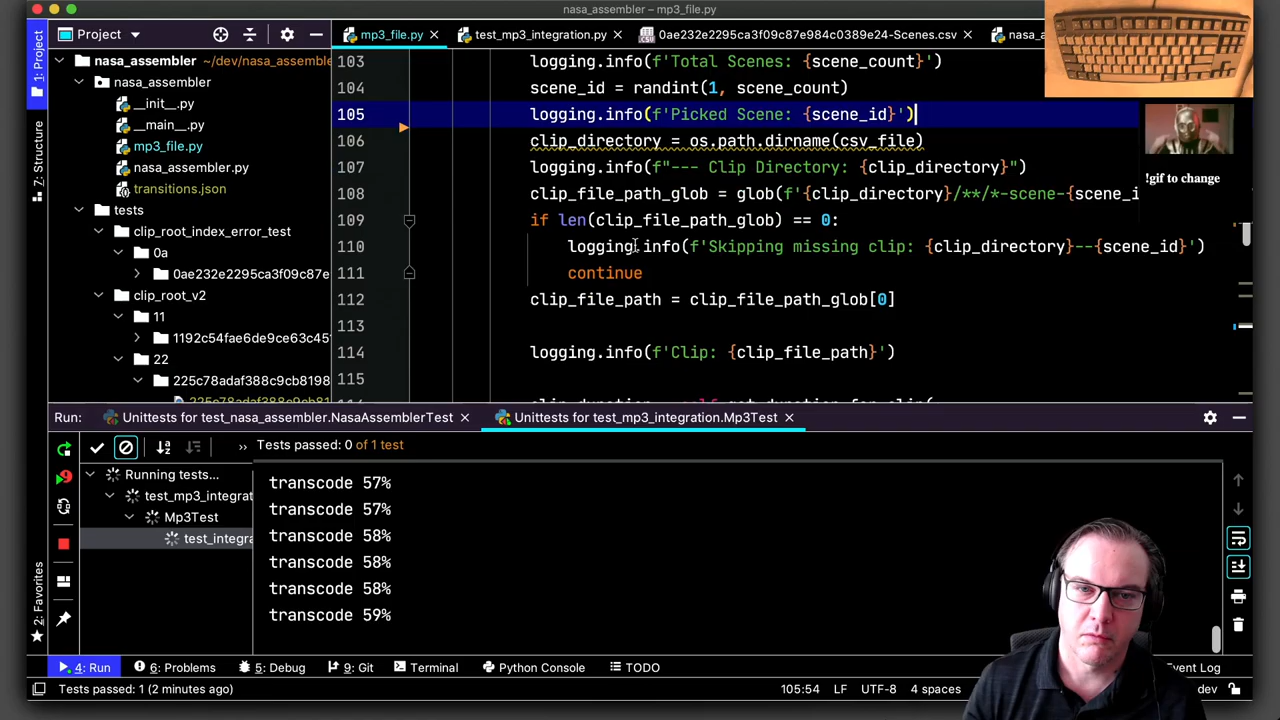 nasa_assembler – mp3_file.py
Project
mp3_file.py
test_mp3_integration.py
0ae232e2295ca3f0c87e984c0389e24-Scenes.csv
nasa_
1: Project
7: Structure
2: Favorites
nasa_assembler ~/dev/nasa_assemble
nasa_assembler
__init__.py
__main__.py
mp3_file.py
nasa_assembler.py
transitions.json
tests
clip_root_index_error_test
0a
0ae232e2295ca3f0c87e
clip_root_v2
11
1192c54fae6de9ce63c45
22
225c78adaf388c9cb8198
103 logging.info(f'Total Scenes: {scene_count}')
104 scene_id = randint(1, scene_count)
105 logging.info(f'Picked Scene: {scene_id}')
106 clip_directory = os.path.dirname(csv_file)
107 logging.info(f"--- Clip Directory: {clip_directory}")
108 clip_file_path_glob = glob(f'{clip_directory}/**/*-scene-{scene_i
109 if len(clip_file_path_glob) == 0:
110 logging.info(f'Skipping missing clip: {clip_directory}--{scene_id}')
111 continue
112 clip_file_path = clip_file_path_glob[0]
113
114 logging.info(f'Clip: {clip_file_path}')
115
!gif to change
Run: Unittests for test_nasa_assembler.NasaAssemblerTest
Unittests for test_mp3_integration.Mp3Test
Tests passed: 0 of 1 test
Running tests...
test_mp3_integrat
Mp3Test
test_integra
transcode 57%
transcode 57%
transcode 58%
transcode 58%
transcode 58%
transcode 59%
4: Run
6: Problems
5: Debug
9: Git
Terminal
Python Console
TODO
Event Log
Tests passed: 1 (2 minutes ago)
105:54 LF UTF-8 4 spaces
dev